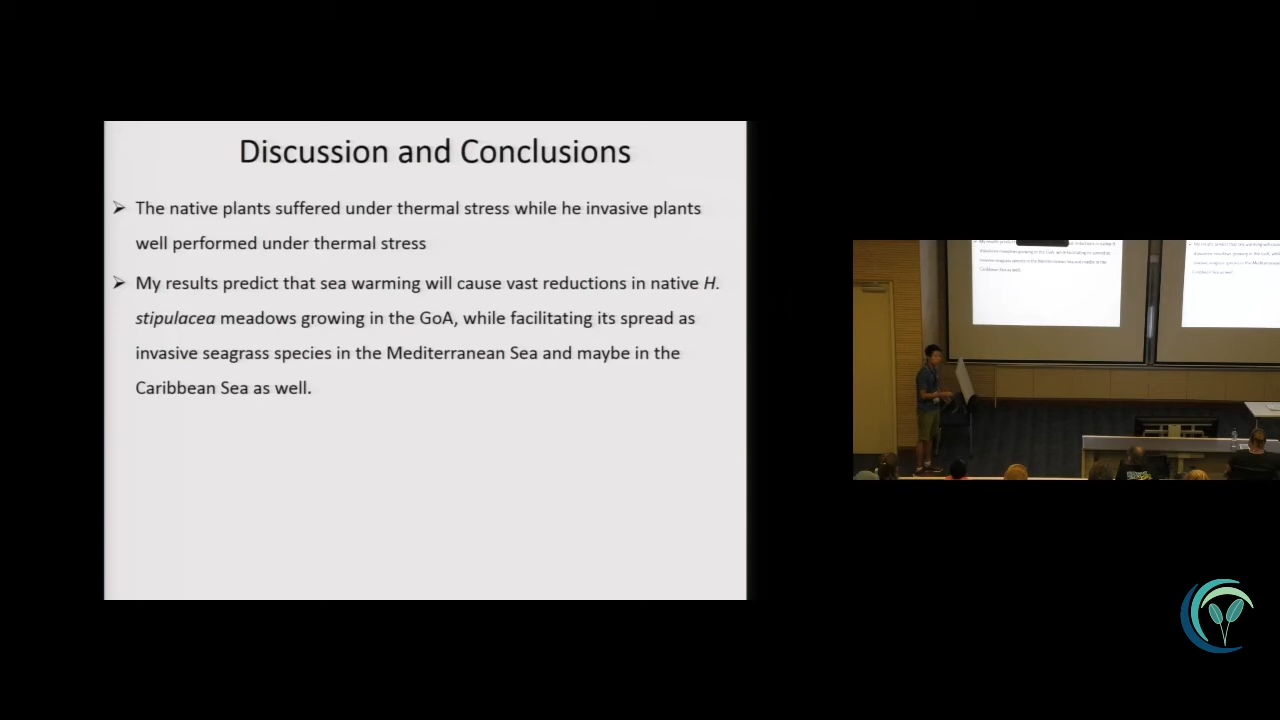 Discussion and Conclusions
➢ The native plants suffered under thermal stress while he invasive plants
well performed under thermal stress
➢ My results predict that sea warming will cause vast reductions in native H.
stipulacea meadows growing in the GoA, while facilitating its spread as
invasive seagrass species in the Mediterranean Sea and maybe in the
Caribbean Sea as well.